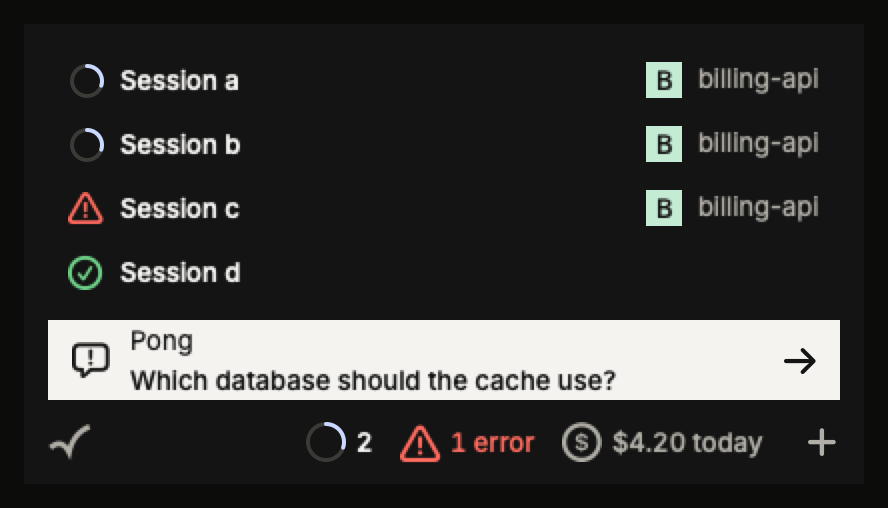 Session a B billing-api
Session b B billing-api
Session c B billing-api
Session d
Pong
Which database should the cache use?
2 1 error $ $4.20 today